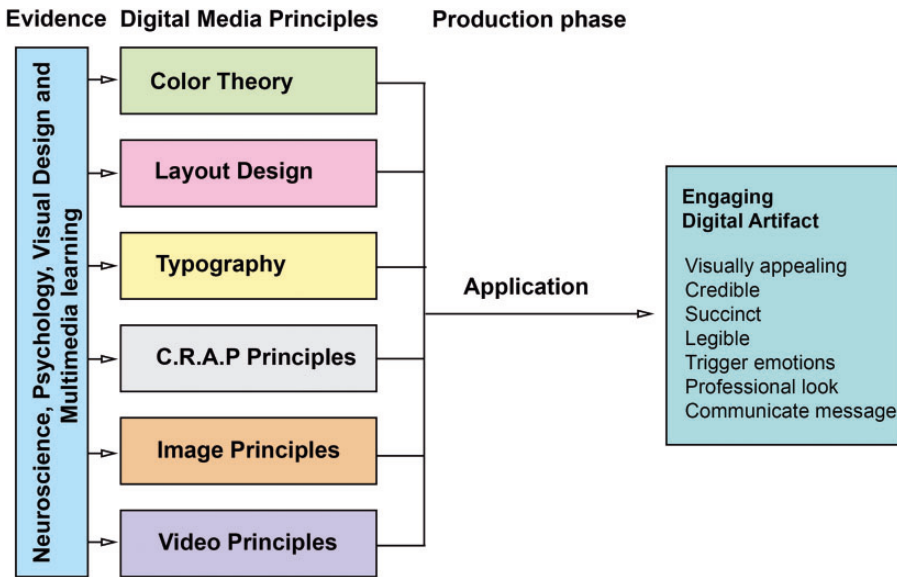 Evidence
Digital Media Principles
Production phase
Neuroscience, Psychology, Visual Design and
Multimedia learning
Color Theory
Layout Design
Typography
C.R.A.P Principles
Image Principles
Video Principles
Application
Engaging
Digital Artifact
Visually appealing
Credible
Succinct
Legible
Trigger emotions
Professional look
Communicate message